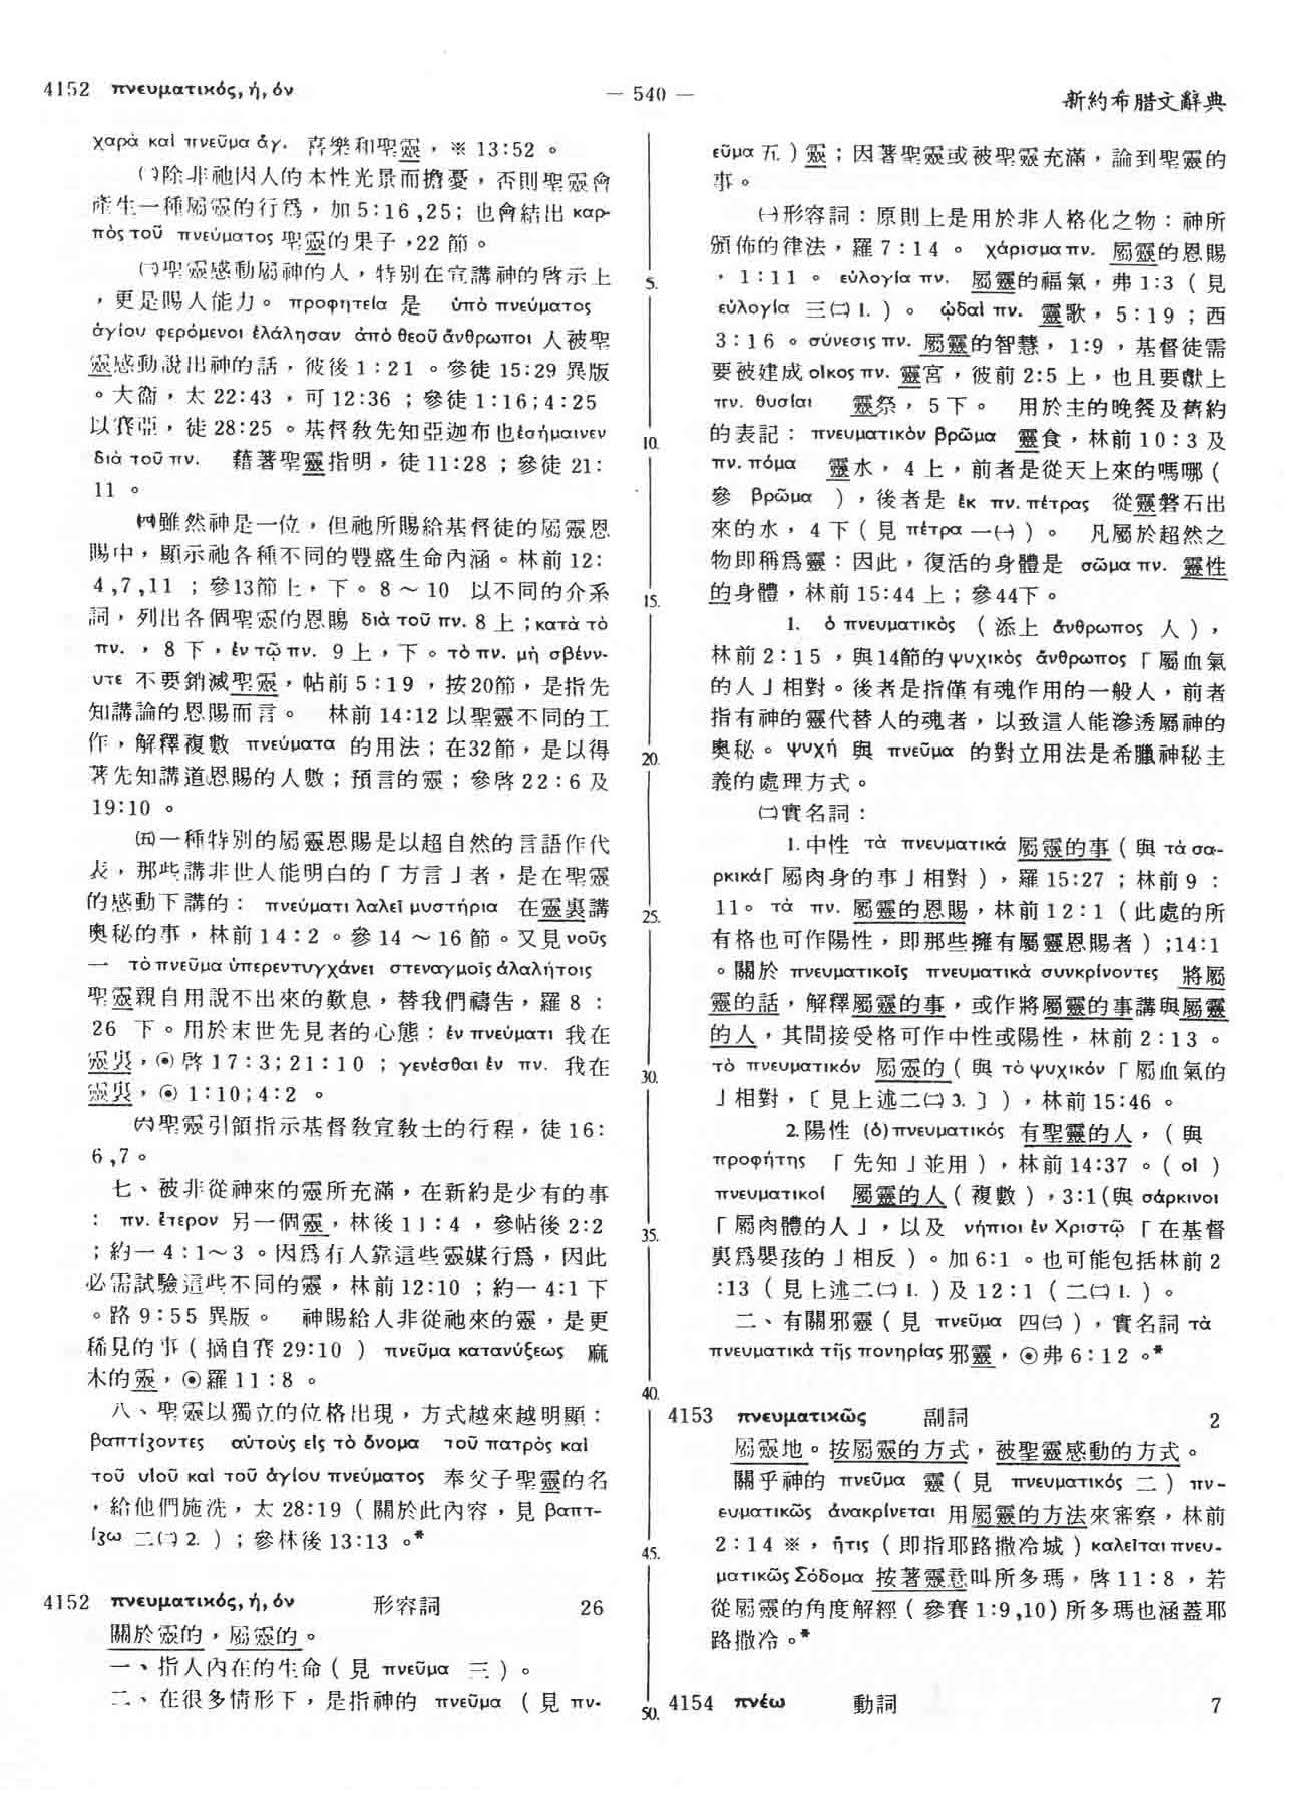 4152 πνευματικός, ή, όν
— 540 —
新約希腊文辭典
χαρὰ καὶ πνεῦμα ἁγ. 喜樂和聖靈，※ 13:52 。
㈡除非祂因人的本性光景而擔憂，否則聖靈會
產生一種屬靈的行爲，加5:16,25; 也會結出 καρ-
πὸς τοῦ πνεύματος 聖靈的果子，22 節。
㈢聖靈感動屬神的人，特別在宣講神的啓示上
，更是賜人能力。 προφητεία 是 ὑπὸ πνεύματος
ἁγίου φερόμενοι ἐλάλησαν ἀπὸ θεοῦ ἄνθρωποι 人被聖
靈感動說出神的話，彼後 1:21 。參徒 15:29 異版
。大衞，太 22:43 ，可 12:36 ；參徒 1:16;4:25
以賽亞，徒 28:25 。基督教先知亞迦布也ἐσήμαινεν
διὰ τοῦ πν. 藉著聖靈指明，徒 11:28 ；參徒 21:
11 。
㈣雖然神是一位，但祂所賜給基督徒的屬靈恩
賜中，顯示祂各種不同的豐盛生命內涵。林前 12:
4,7,11 ；參13節上，下。8～10 以不同的介系
詞，列出各個聖靈的恩賜 διὰ τοῦ πν. 8 上；κατὰ τὸ
πν. ，8 下，ἐν τῷ πν. 9 上，下。τὸ πν. μὴ σβένν-
υτε 不要銷滅聖靈，帖前 5:19 ，按20節，是指先
知講論的恩賜而言。 林前 14:12 以聖靈不同的工
作，解釋複數 πνεύματα 的用法；在32節，是以得
著先知講道恩賜的人數；預言的靈；參啓 22:6 及
19:10 。
㈤一種特別的屬靈恩賜是以超自然的言語作代
表，那些講非世人能明白的「方言」者，是在聖靈
的感動下講的： πνεύματι λαλεῖ μυστήρια 在靈裏講
奧秘的事，林前 14:2 。參 14～16 節。又見 νοῦς
一 τὸ πνεῦμα ὑπερεντυγχάνει στεναγμοῖς ἀλαλήτοις
聖靈親自用說不出來的歎息，替我們禱告，羅 8 :
26 下。用於末世先見者的心態：ἐν πνεύματι 我在
靈裏，⊙啓 17:3;21:10 ；γενέσθαι ἐν πν. 我在
靈裏，⊙ 1:10;4:2 。
㈥聖靈引領指示基督教宣教士的行程，徒16:
6,7。
七、被非從神來的靈所充滿，在新約是少有的事
： πν. ἕτερον 另一個靈，林後 11:4 ，參帖後 2:2
；約一 4:1～3 。因爲有人靠這些靈媒行爲，因此
必需試驗這些不同的靈，林前12:10 ；約一 4:1 下
。路 9:55 異版。 神賜給人非從祂來的靈，是更
稀見的事（摘自賽 29:10 ）πνεῦμα κατανύξεως 麻
木的靈，⊙羅 11:8 。
八、聖靈以獨立的位格出現，方式越來越明顯：
βαπτίζοντες αὐτοὺς εἰς τὸ ὄνομα τοῦ πατρὸς καὶ
τοῦ υἱοῦ καὶ τοῦ ἁγίου πνεύματος 奉父子聖靈的名
，給他們施洗，太 28:19（關於此內容，見 βαπτ-
ίζω 二㈡ 2. ）；參林後 13:13 。*
4152 πνευματικός, ή, όν 形容詞 26
關於靈的，屬靈的。
一、指人內在的生命（見 πνεῦμα 三）。
二、在很多情形下，是指神的 πνεῦμα （見 πν-
5.
10.
15.
20.
25.
30.
35.
40.
45.
50.
εῦμα 五）靈；因著聖靈或被聖靈充滿，論到聖靈的
事。
㈠形容詞：原則上是用於非人格化之物：神所
頒佈的律法，羅 7:14 。 χάρισμα πν. 屬靈的恩賜
，1:11 。 εὐλογία πν. 屬靈的福氣，弗 1:3（見
εὐλογία 三㈡ 1. ）。 ᾠδαὶ πν. 靈歌，5:19 ；西
3:16 。σύνεσις πν. 屬靈的智慧，1:9 ，基督徒需
要被建成 οἶκος πν. 靈宮，彼前 2:5 上，也且要獻上
πν. θυσίαι 靈祭，5 下。 用於主的晚餐及舊約
的表記： πνευματικὸν βρῶμα 靈食，林前 10:3 及
πν. πόμα 靈水，4 上，前者是從天上來的嗎哪（
參 βρῶμα ），後者是 ἐκ πν. πέτρας 從靈磐石出
來的水，4 下（見 πέτρα 一㈠）。 凡屬於超然之
物即稱爲靈：因此，復活的身體是 σῶμα πν. 靈性
的身體，林前 15:44 上；參44下。
1. ὁ πνευματικὸς （添上 ἄνθρωπος 人），
林前 2:15 ，與14節的 ψυχικὸς ἄνθρωπος「屬血氣
的人」相對。後者是指僅有魂作用的一般人，前者
指有神的靈代替人的魂者，以致這人能滲透屬神的
奧秘。ψυχή 與 πνεῦμα 的對立用法是希臘神秘主
義的處理方式。
㈡實名詞：
1.中性 τὰ πνευματικά 屬靈的事（與 τὰ σα-
ρκικά「屬肉身的事」相對），羅 15:27 ；林前 9 :
11。 τὰ πν. 屬靈的恩賜，林前 12:1（此處的所
有格也可作陽性，即那些擁有屬靈恩賜者）;14:1
。關於 πνευματικοῖς πνευματικὰ συνκρίνοντες 將屬
靈的話，解釋屬靈的事，或作將屬靈的事講與屬靈
的人，其間接受格可作中性或陽性，林前 2:13 。
τὸ πνευματικόν 屬靈的（與 τὸ ψυχικόν「屬血氣的
」相對，〔見上述二㈡ 3. 〕），林前 15:46 。
2.陽性 (ὁ)πνευματικός 有聖靈的人，（與
προφήτης 「先知」並用），林前 14:37 。（ οἱ ）
πνευματικοί 屬靈的人（複數），3:1(與 σάρκινοι
「屬肉體的人」，以及 νήπιοι ἐν Χριστῷ「在基督
裏爲嬰孩的」相反）。加 6:1 。也可能包括林前 2
:13（見上述二㈡ 1. ）及 12:1（二㈡ 1. ）。
二、有關邪靈（見 πνεῦμα 四㈢），實名詞 τὰ
πνευματικὰ τῆς πονηρίας 邪靈，⊙弗 6:12 。*
4153 πνευματικῶς 副詞 2
屬靈地。按屬靈的方式，被聖靈感動的方式。
關乎神的 πνεῦμα 靈（見 πνευματικός 二）πν-
ευματικῶς ἀνακρίνεται 用屬靈的方法來審察，林前
2:14 ※，ἥτις（即指耶路撒冷城）καλεῖται πνευ-
ματικῶς Σόδομα 按著靈意叫所多瑪，啓 11:8 ，若
從屬靈的角度解經（參賽 1:9,10）所多瑪也涵蓋耶
路撒冷。*
4154 πνέω 動詞 7